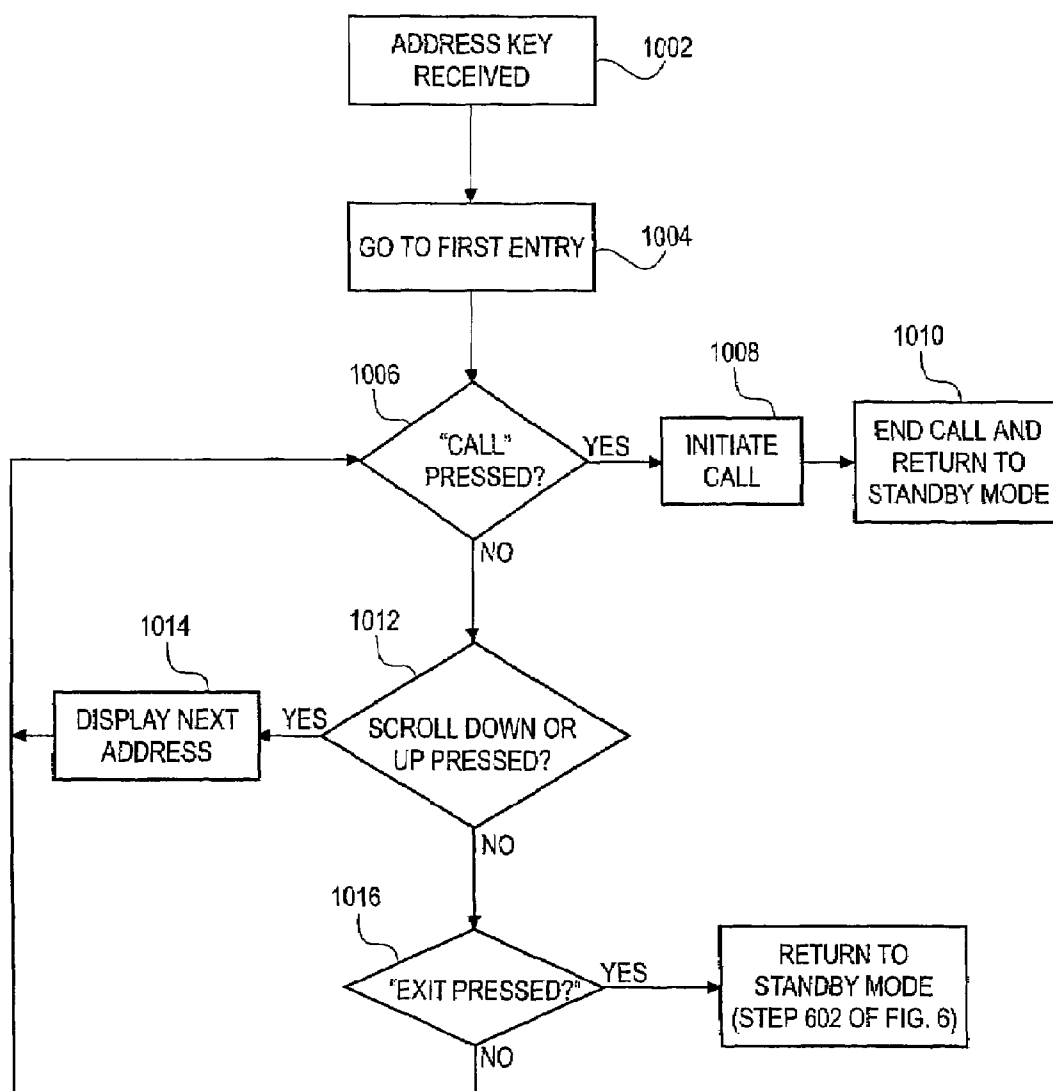 ADDRESS KEY
RECEIVED
1002
GO TO FIRST ENTRY
1004
1006
"CALL"
PRESSED?
YES
1008
INITIATE
CALL
1010
END CALL AND
RETURN TO
STANDBY MODE
NO
1012
SCROLL DOWN OR
UP PRESSED?
YES
1014
DISPLAY NEXT
ADDRESS
NO
1016
"EXIT PRESSED?"
YES
RETURN TO
STANDBY MODE
(STEP 602 OF FIG. 6)
NO